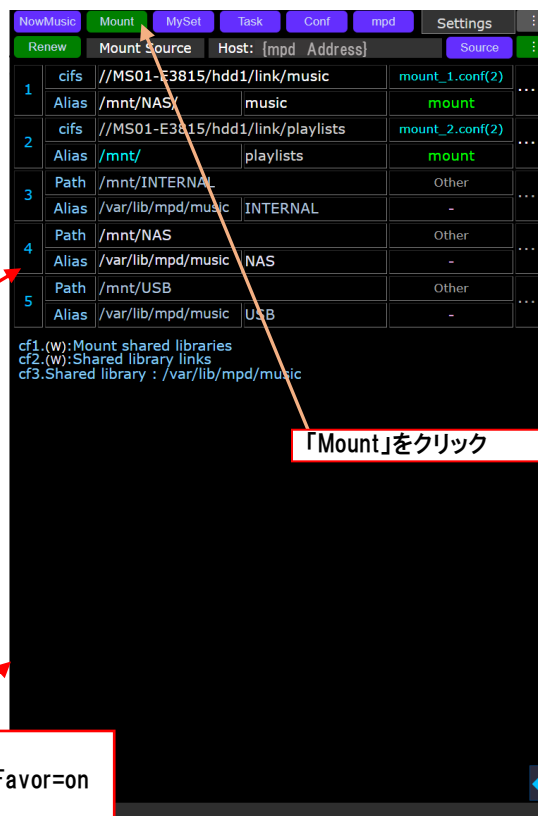 NowMusic Mount MySet Task Conf mpd Settings
Renew Mount Source Host: {mpd Address} Source
1 cifs //MS01-E3815/hdd1/link/music mount_1.conf(2) ...
Alias /mnt/NAS/ music mount
2 cifs //MS01-E3815/hdd1/link/playlists mount_2.conf(2) ...
Alias /mnt/ playlists mount
3 Path /mnt/INTERNAL Other ...
Alias /var/lib/mpd/music INTERNAL -
4 Path /mnt/NAS Other ...
Alias /var/lib/mpd/music NAS -
5 Path /mnt/USB Other ...
Alias /var/lib/mpd/music USB -
cf1.(W):Mount shared libraries
cf2.(W):Shared library links
cf3.Shared library : /var/lib/mpd/music
「Mount」をクリック
Favor=on